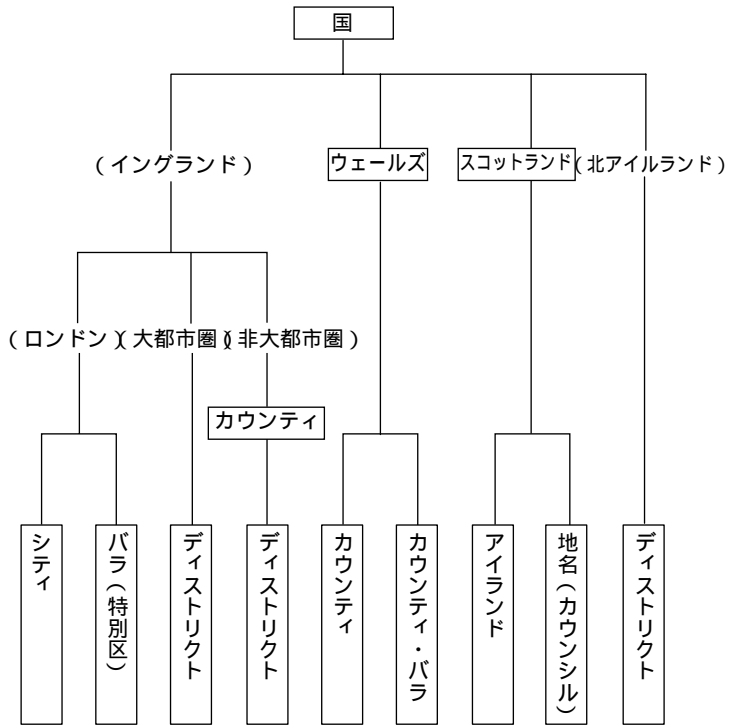 国
(イングランド)
ウェールズ
スコットランド
(北アイルランド)
(ロンドン)
(大都市圏)
(非大都市圏)
カウンティ
シティ
バラ(特別区)
ディストリクト
ディストリクト
カウンティ
カウンティ・バラ
アイランド
地名(カウンシル)
ディストリクト